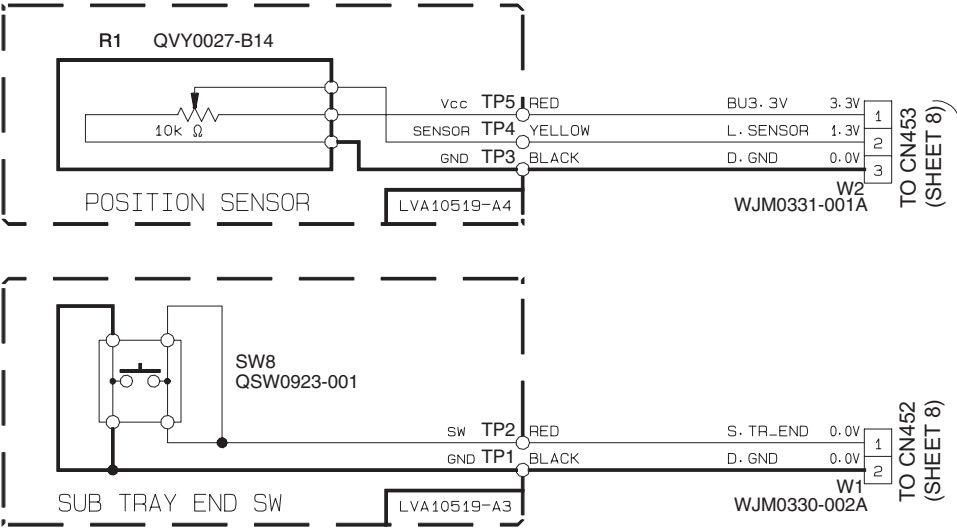 R1 QVY0027-B14
10k Ω
Vcc TP5 RED BU3.3V 3.3V 1
SENSOR TP4 YELLOW L.SENSOR 1.3V 2
GND TP3 BLACK D.GND 0.0V 3
W2
WJM0331-001A
TO CN453
(SHEET 8)
POSITION SENSOR
LVA10519-A4
SW8
QSW0923-001
SW TP2 RED S.TR_END 0.0V 1
GND TP1 BLACK D.GND 0.0V 2
W1
WJM0330-002A
TO CN452
(SHEET 8)
SUB TRAY END SW
LVA10519-A3